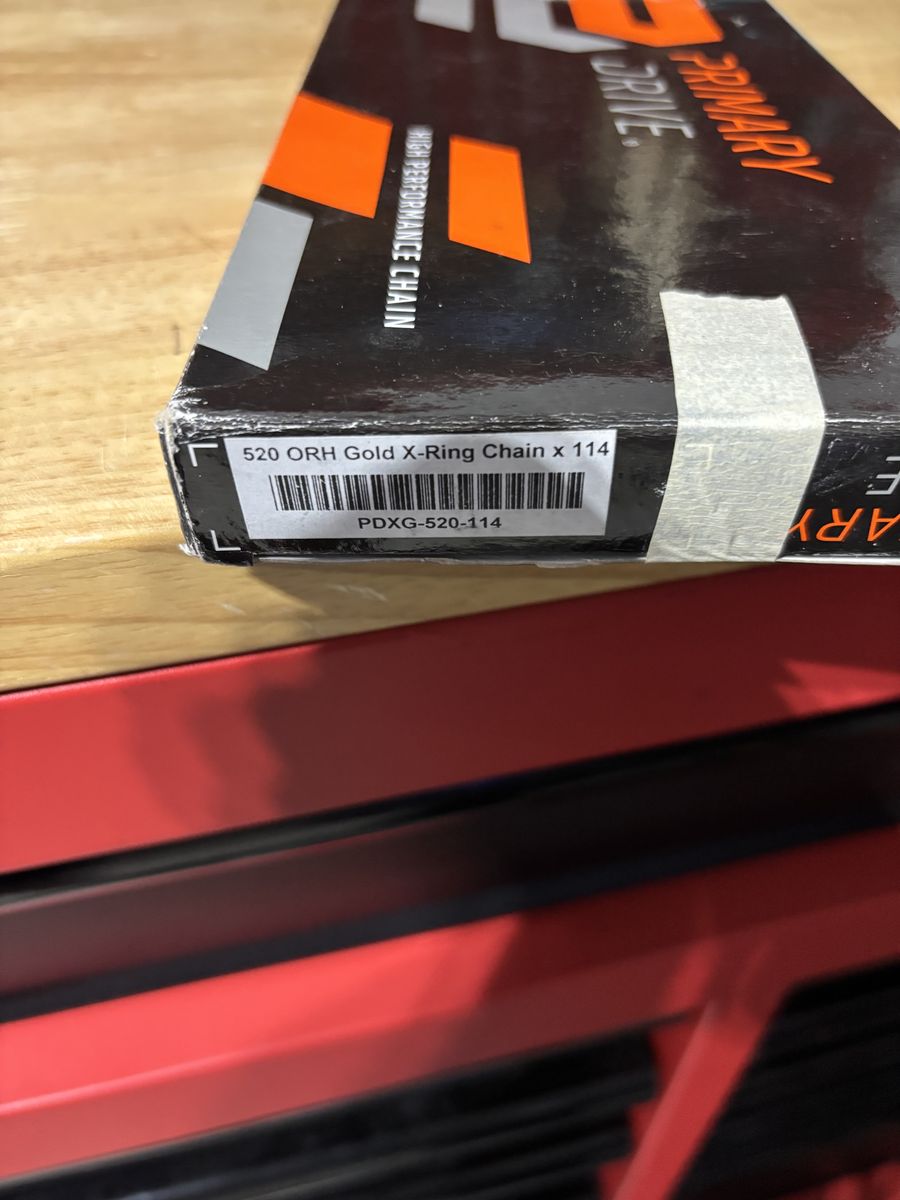 PRIMARY
DRIVE
HIGH PERFORMANCE CHAIN
520 ORH Gold X-Ring Chain x 114
PDXG-520-114